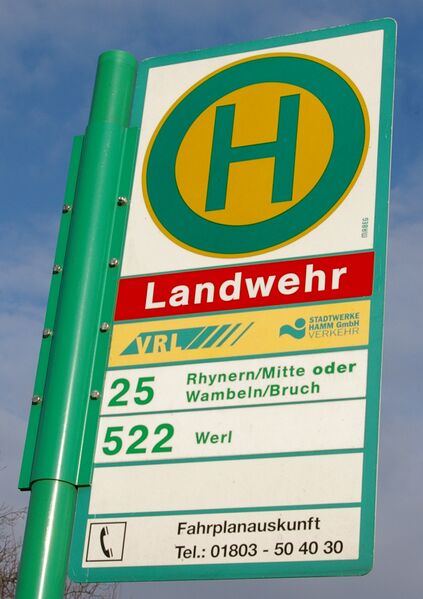 H
MABEG
Landwehr
VRL
STADTWERKE
HAMM GmbH
VERKEHR
25 Rhynern/Mitte oder
Wambeln/Bruch
522 Werl
Fahrplanauskunft
Tel.: 01803 - 50 40 30